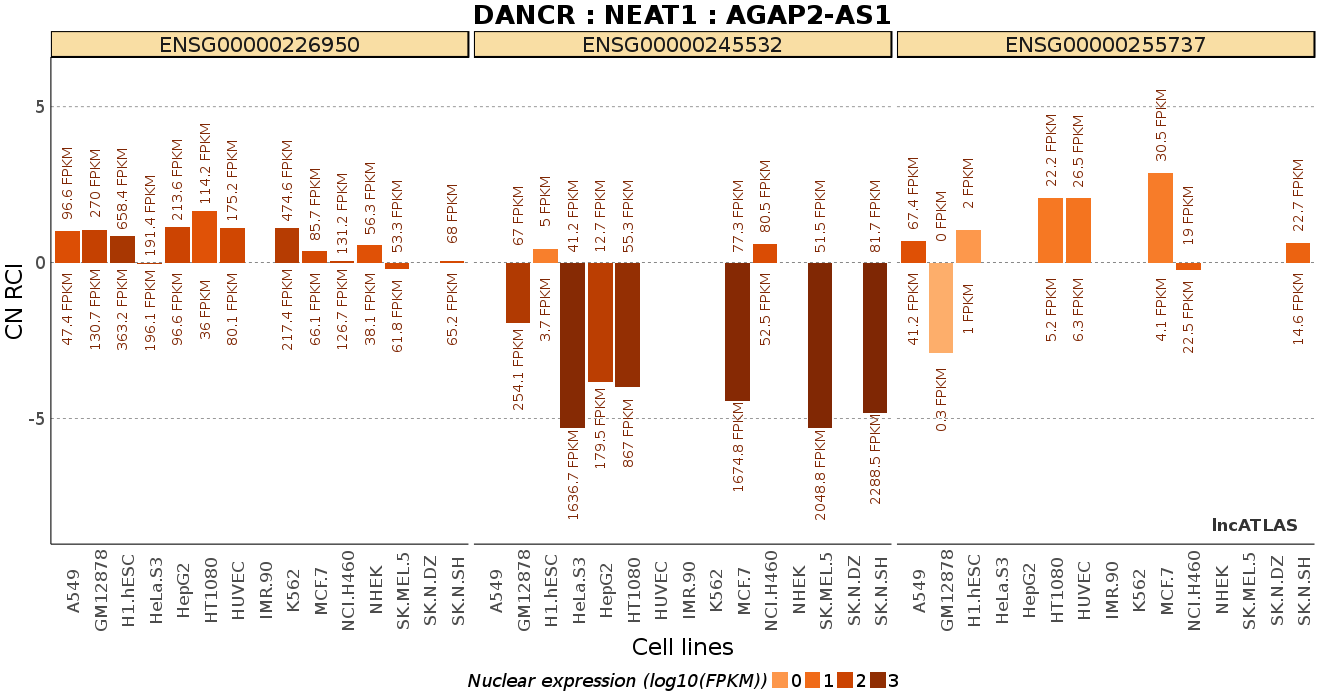 DANCR : NEAT1 : AGAP2-AS1
ENSG00000226950 ENSG00000245532 ENSG00000255737
CN RCI
5
0
-5
96.6 FPKM 270 FPKM 658.4 FPKM 191.4 FPKM 213.6 FPKM 114.2 FPKM 175.2 FPKM 474.6 FPKM 85.7 FPKM 131.2 FPKM 56.3 FPKM 53.3 FPKM 68 FPKM
47.4 FPKM 130.7 FPKM 363.2 FPKM 196.1 FPKM 96.6 FPKM 36 FPKM 80.1 FPKM 217.4 FPKM 66.1 FPKM 126.7 FPKM 38.1 FPKM 61.8 FPKM 65.2 FPKM
67 FPKM 5 FPKM 41.2 FPKM 12.7 FPKM 55.3 FPKM 77.3 FPKM 80.5 FPKM 51.5 FPKM 81.7 FPKM
254.1 FPKM 3.7 FPKM 1636.7 FPKM 179.5 FPKM 867 FPKM 1674.8 FPKM 52.5 FPKM 2048.8 FPKM 2288.5 FPKM
67.4 FPKM 0 FPKM 2 FPKM 22.2 FPKM 26.5 FPKM 30.5 FPKM 19 FPKM 22.7 FPKM
41.2 FPKM 0.3 FPKM 1 FPKM 5.2 FPKM 6.3 FPKM 4.1 FPKM 22.5 FPKM 14.6 FPKM
lncATLAS
A549 GM12878 H1.hESC HeLa.S3 HepG2 HT1080 HUVEC IMR.90 K562 MCF.7 NCI.H460 NHEK SK.MEL.5 SK.N.DZ SK.N.SH
A549 GM12878 H1.hESC HeLa.S3 HepG2 HT1080 HUVEC IMR.90 K562 MCF.7 NCI.H460 NHEK SK.MEL.5 SK.N.DZ SK.N.SH
A549 GM12878 H1.hESC HeLa.S3 HepG2 HT1080 HUVEC IMR.90 K562 MCF.7 NCI.H460 NHEK SK.MEL.5 SK.N.DZ SK.N.SH
Cell lines
Nuclear expression (log10(FPKM)) 0 1 2 3